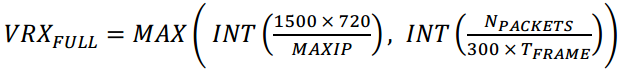 VRX_FULL = MAX( INT( (1500 × 720) / MAXIP ), INT( N_PACKETS / (300 × T_FRAME) ) )